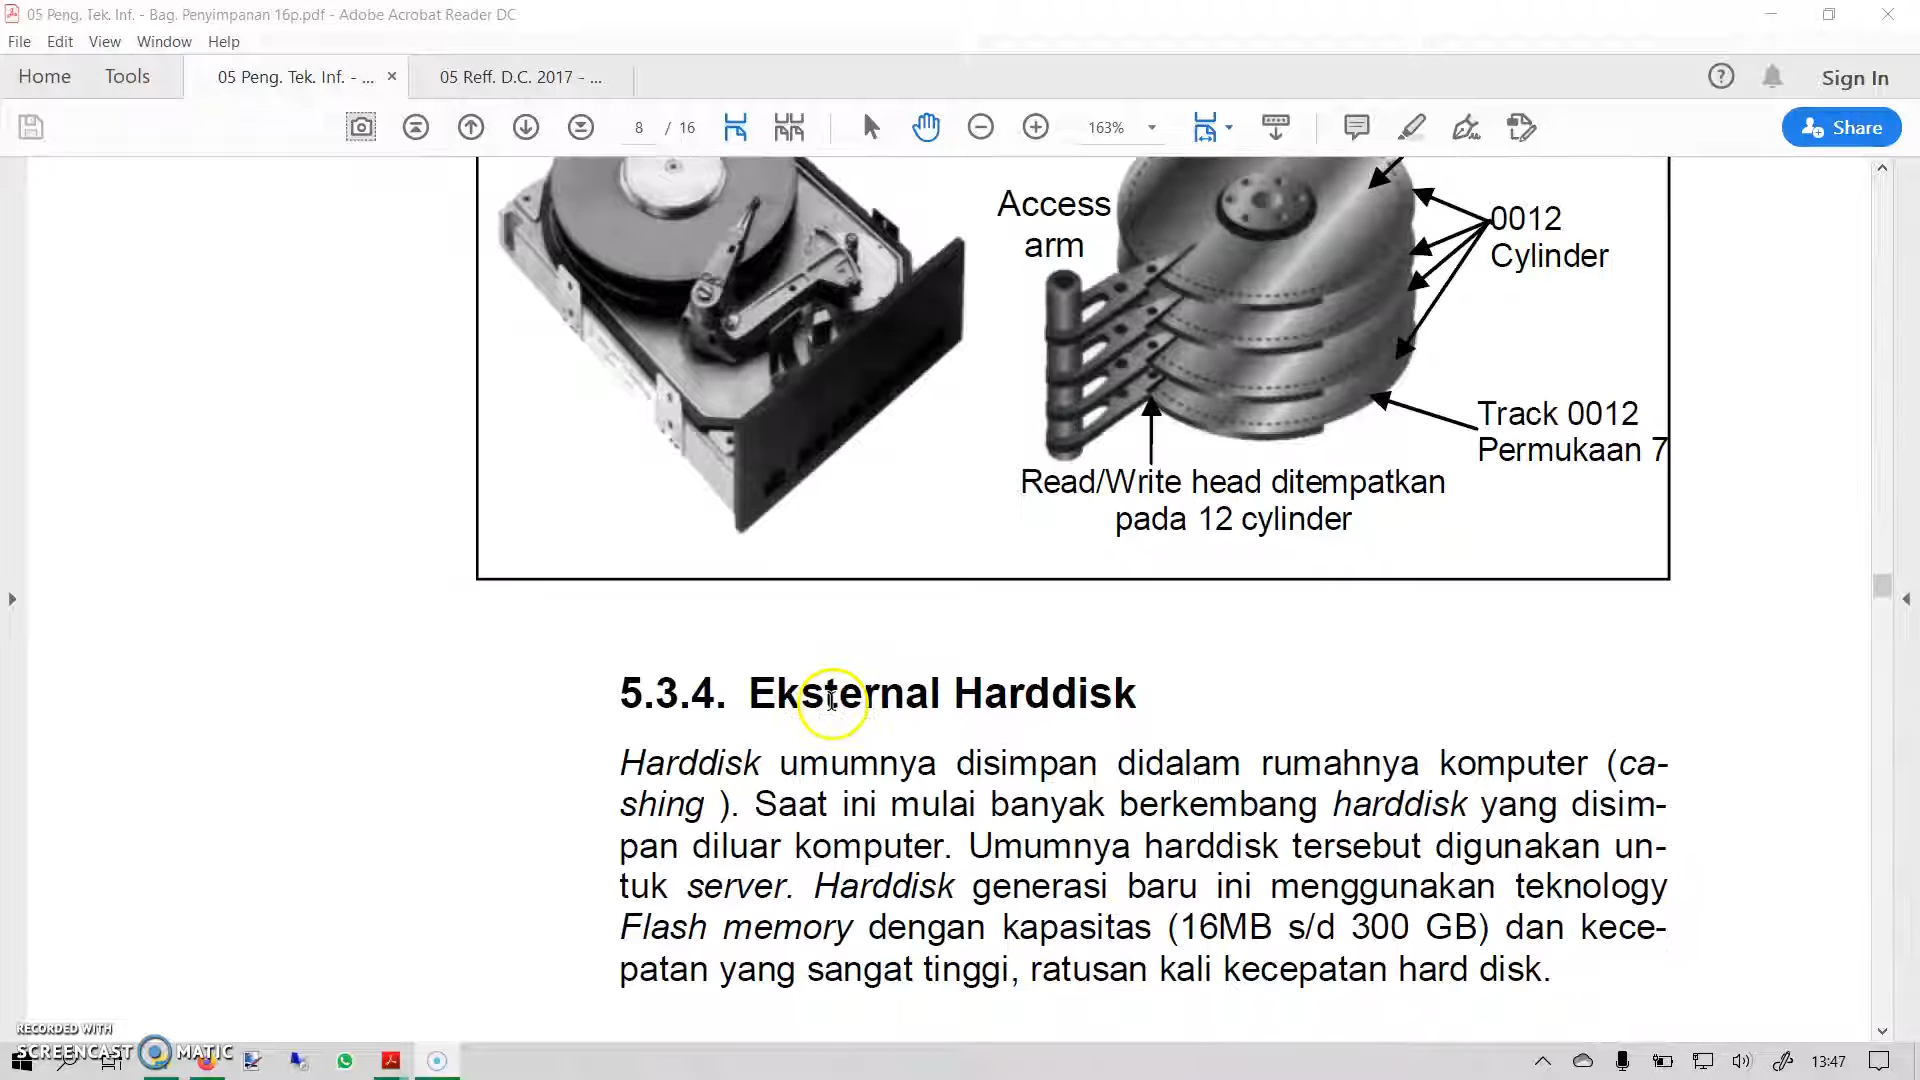 05 Peng. Tek. Inf. - Bag. Penyimpanan 16p.pdf - Adobe Acrobat Reader DC
File Edit View Window Help
Home Tools 05 Peng. Tek. Inf. - ... × 05 Reff. D.C. 2017 - ... Sign In
8 / 16 163% Share
Access
arm
0012
Cylinder
Track 0012
Permukaan 7
Read/Write head ditempatkan
pada 12 cylinder
5.3.4. Eksternal Harddisk
Harddisk umumnya disimpan didalam rumahnya komputer (ca-
shing ). Saat ini mulai banyak berkembang harddisk yang disim-
pan diluar komputer. Umumnya harddisk tersebut digunakan un-
tuk server. Harddisk generasi baru ini menggunakan teknology
Flash memory dengan kapasitas (16MB s/d 300 GB) dan kece-
patan yang sangat tinggi, ratusan kali kecepatan hard disk.
RECORDED WITH
SCREENCAST MATIC
13:47